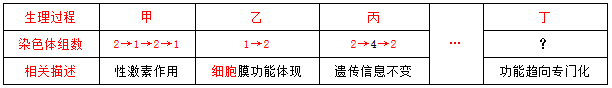 生理过程 甲 乙 丙 … 丁
染色体组数 2→1→2→1 1→2 2→4→2 ?
相关描述 性激素作用 细胞膜功能体现 遗传信息不变 功能趋向专门化